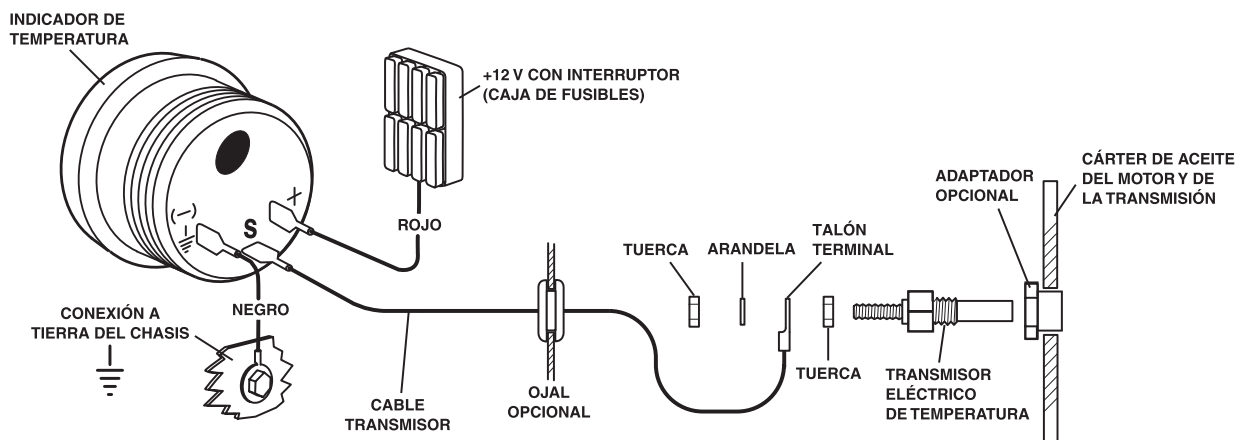 INDICADOR DE
TEMPERATURA
+12 V CON INTERRUPTOR
(CAJA DE FUSIBLES)
ROJO
(–)
S
+
NEGRO
CONEXIÓN A
TIERRA DEL CHASIS
CABLE
TRANSMISOR
OJAL
OPCIONAL
TUERCA
ARANDELA
TALÓN
TERMINAL
TUERCA
TRANSMISOR
ELÉCTRICO
DE TEMPERATURA
ADAPTADOR
OPCIONAL
CÁRTER DE ACEITE
DEL MOTOR Y DE
LA TRANSMISIÓN